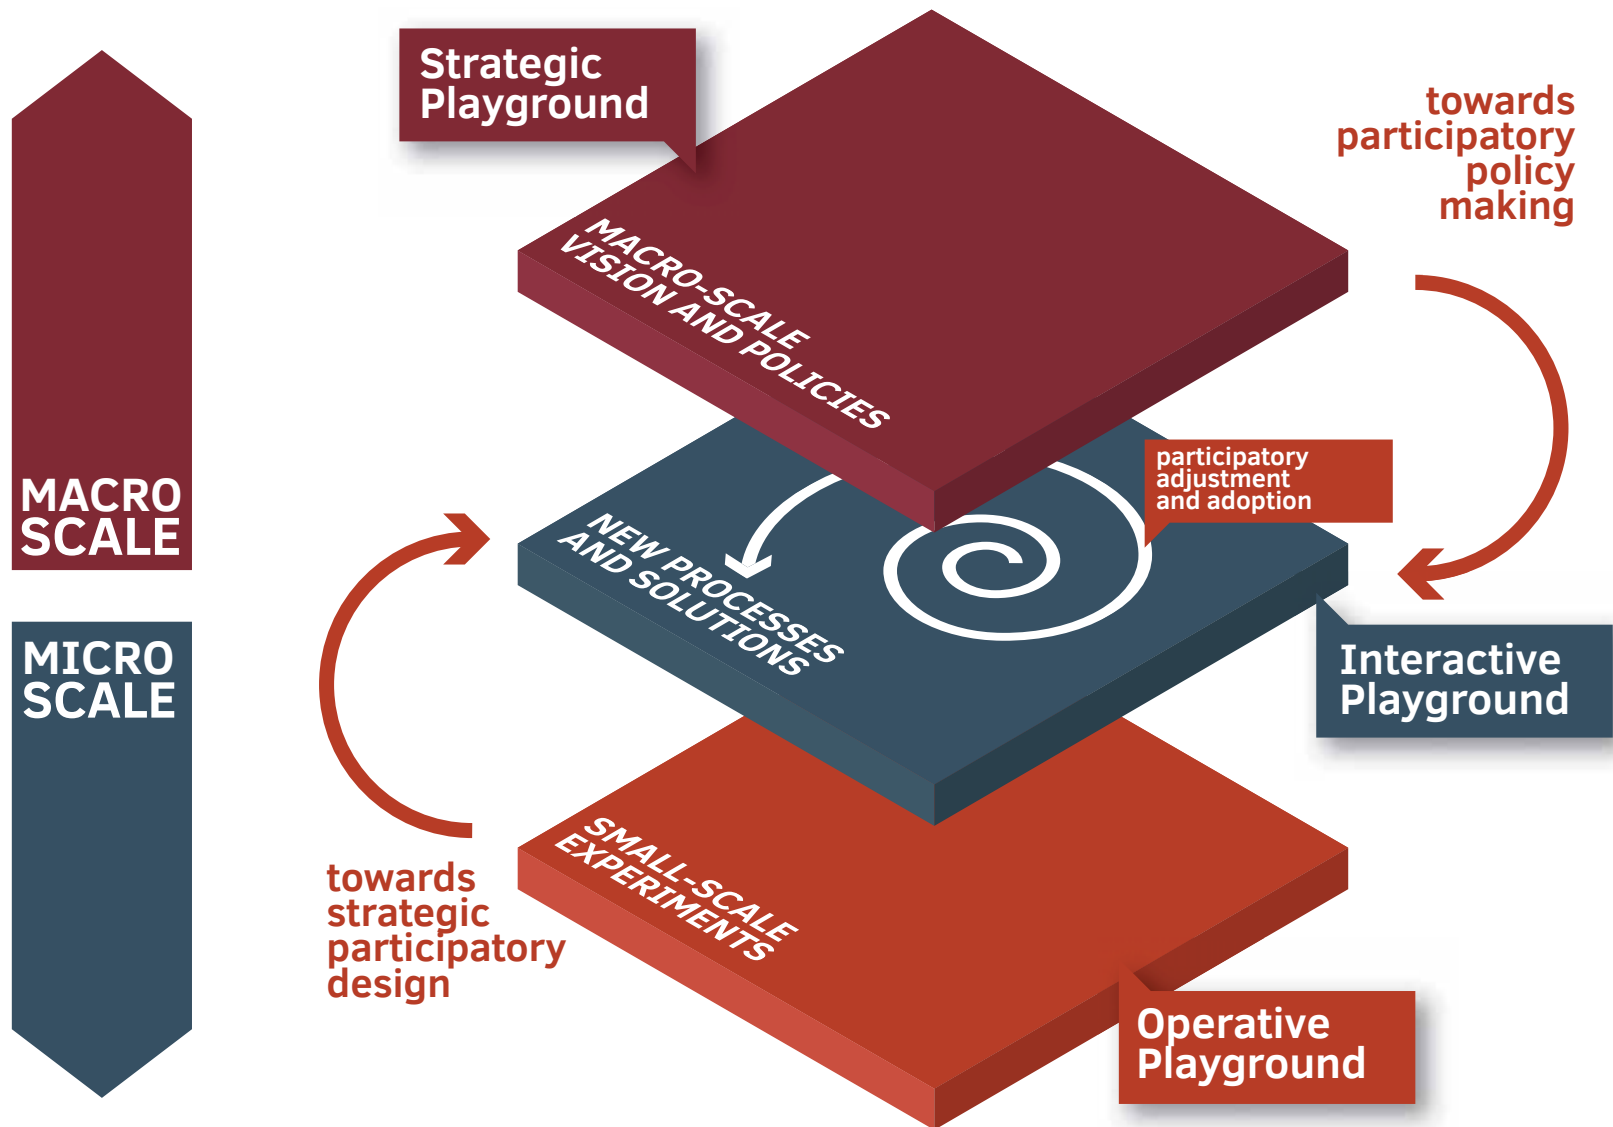 Strategic
Playground
towards
participatory
policy
making
MACRO-SCALE
VISION AND POLICIES
MACRO
SCALE
participatory
adjustment
and adoption
NEW PROCESSES
AND SOLUTIONS
MICRO
SCALE
Interactive
Playground
SMALL-SCALE
EXPERIMENTS
towards
strategic
participatory
design
Operative
Playground